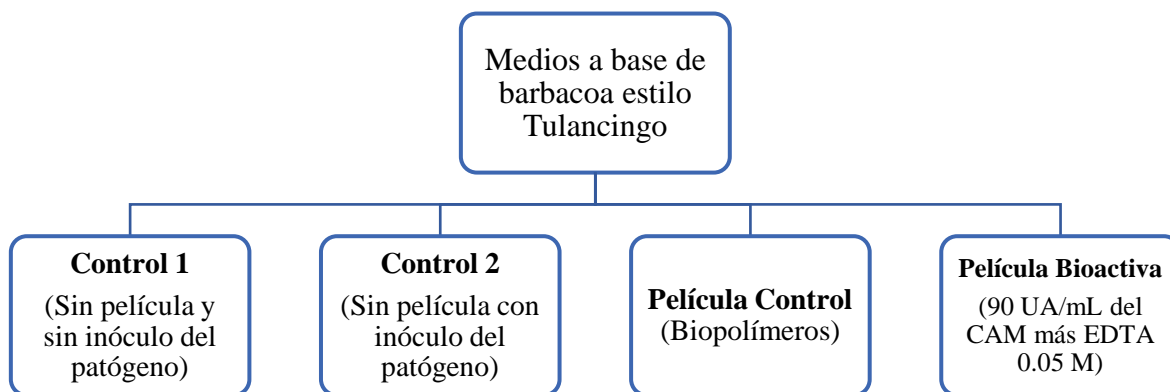 Medios a base de
barbacoa estilo
Tulancingo
Control 1
(Sin película y
sin inóculo del
patógeno)
Control 2
(Sin película con
inóculo del
patógeno)
Película Control
(Biopolímeros)
Película Bioactiva
(90 UA/mL del
CAM más EDTA
0.05 M)